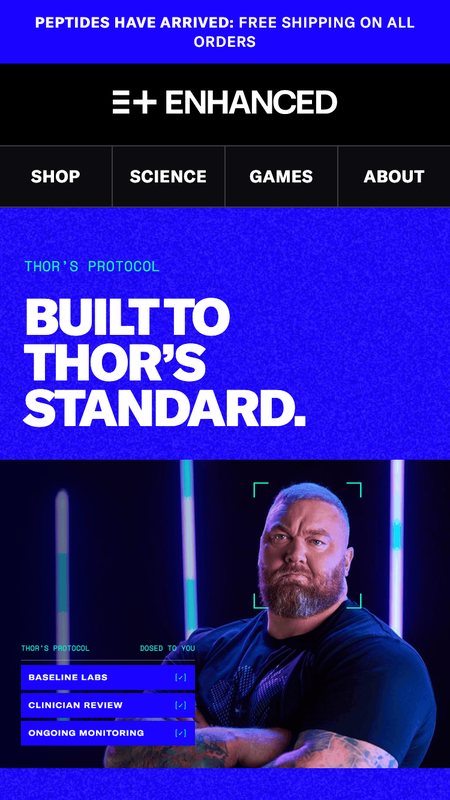 PEPTIDES HAVE ARRIVED: FREE SHIPPING ON ALL
ORDERS
ENHANCED
SHOP
SCIENCE
GAMES
ABOUT
THOR'S PROTOCOL
BUILT TO
THOR’S
STANDARD.
THOR'S PROTOCOL
DOSED TO YOU
BASELINE LABS [✓]
CLINICIAN REVIEW [✓]
ONGOING MONITORING [✓]